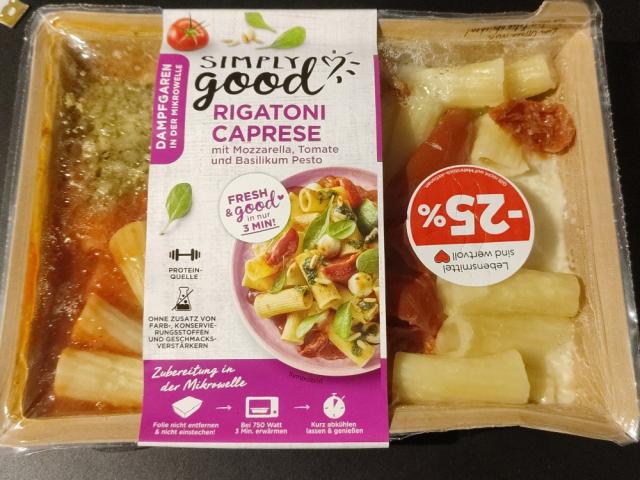 DAMPFGAREN
IN DER MIKROWELLE
SIMPLY
good
RIGATONI
CAPRESE
mit Mozzarella, Tomate
und Basilikum Pesto
FRESH
& good
in nur
3 MIN!
PROTEIN-
QUELLE
OHNE ZUSATZ VON
FARB-, KONSERVIE-
RUNGSSTOFFEN
UND GESCHMACKS-
VERSTÄRKERN
Zubereitung in
der Mikrowelle
Folie nicht entfernen
& nicht einstechen!
Bei 750 Watt
3 Min. erwärmen
Kurz abkühlen
lassen & genießen
Lebensmittel
sind wertvoll
-25%